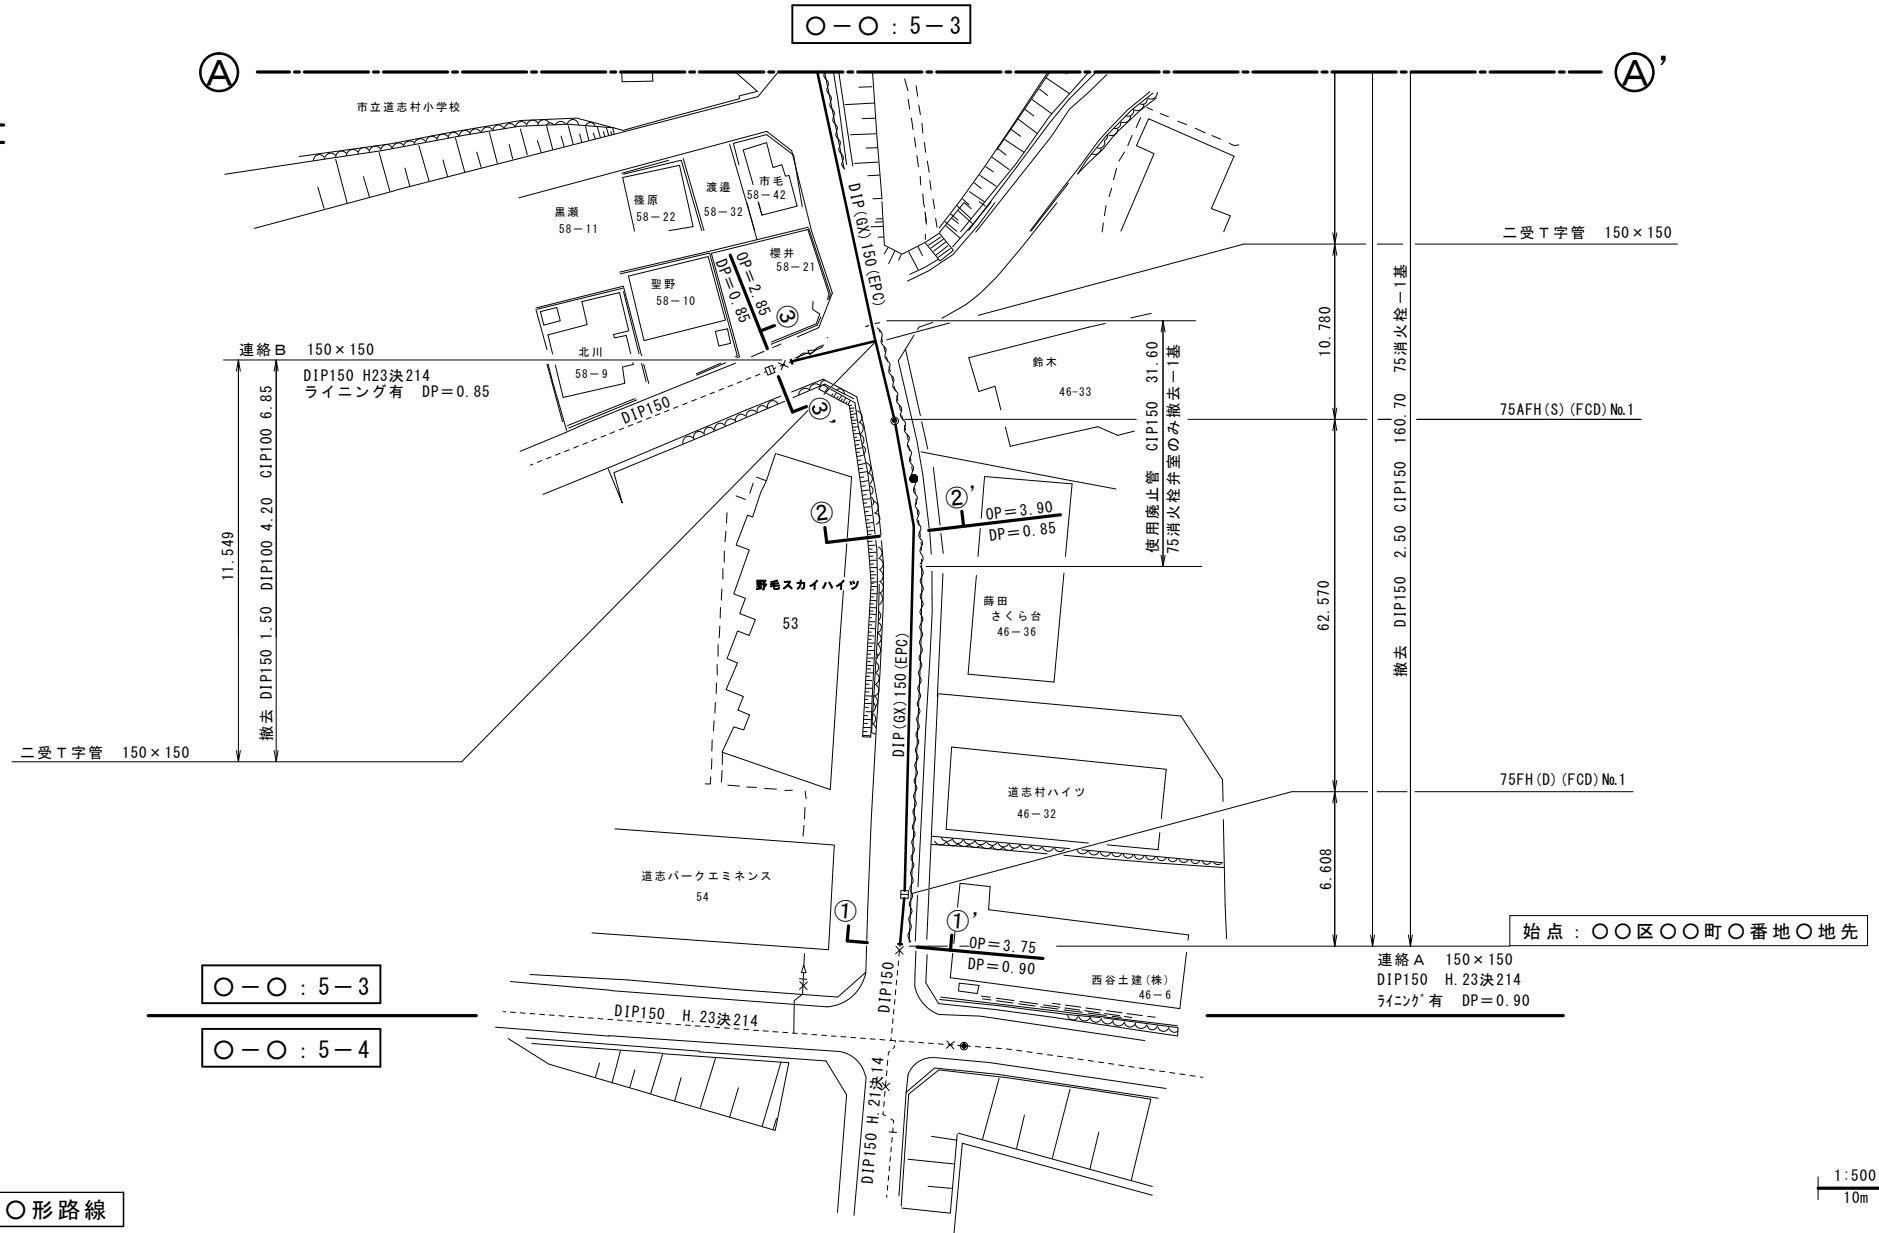 ○－○：5－3
Ⓐ
Ⓐ’
市立道志村小学校
黒瀬
58－11
篠原
58－22
渡邉
58－32
市毛
58－42
櫻井
58－21
聖野
58－10
北川
58－9
OP＝2.85
DP＝0.85
③
③’
DIP(GX)150(EPC)
二受Ｔ字管　150×150
連絡Ｂ　150×150
DIP150 H23決214
ライニング有　DP＝0.85
DIP150
11.549
撤去 DIP150 1.50 DIP100 4.20 CIP100 6.85
二受Ｔ字管　150×150
鈴木
46-33
使用廃止管　CIP150　31.60
75消火栓弁室のみ撤去－1基
10.780
75AFH(S)(FCD)№1
撤去　DIP150　2.50　CIP150　160.70　75消火栓－1基
62.570
②
②’
OP＝3.90
DP＝0.85
野毛スカイハイツ
53
蒔田
さくら台
46－36
DIP(GX)150(EPC)
道志村ハイツ
46－32
75FH(D)(FCD)№1
6.608
道志パークエミネンス
54
①
①’
OP＝3.75
DP＝0.90
西谷土建(株)
46－6
始点：○○区○○町○番地○地先
連絡Ａ　150×150
DIP150　H.23決214
ﾗｲﾆﾝｸﾞ有　DP＝0.90
○－○：5－3
○－○：5－4
DIP150　H.23決214
DIP150
DIP150 H.21決14
○形路線
1:500
10m